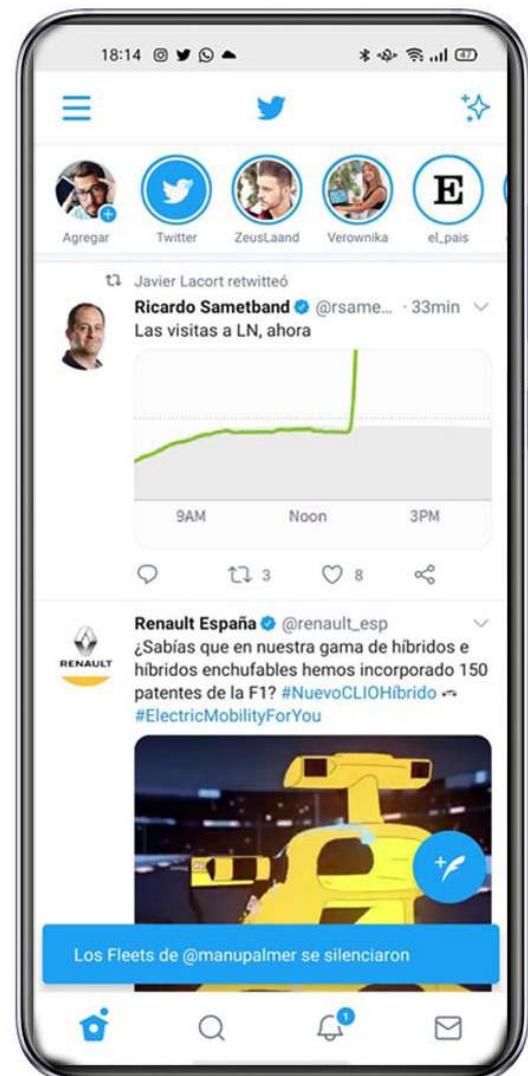 18:14
47
Agregar
Twitter
ZeusLaand
Verownika
E
el_pais
Javier Lacort retwitteó
Ricardo Sametband @rsame... · 33min
Las visitas a LN, ahora
9AM Noon 3PM
3 8
Renault España @renault_esp
RENAULT
¿Sabías que en nuestra gama de híbridos e
híbridos enchufables hemos incorporado 150
patentes de la F1? #NuevoCLIOHíbrido
#ElectricMobilityForYou
Los Fleets de @manupalmer se silenciaron
1